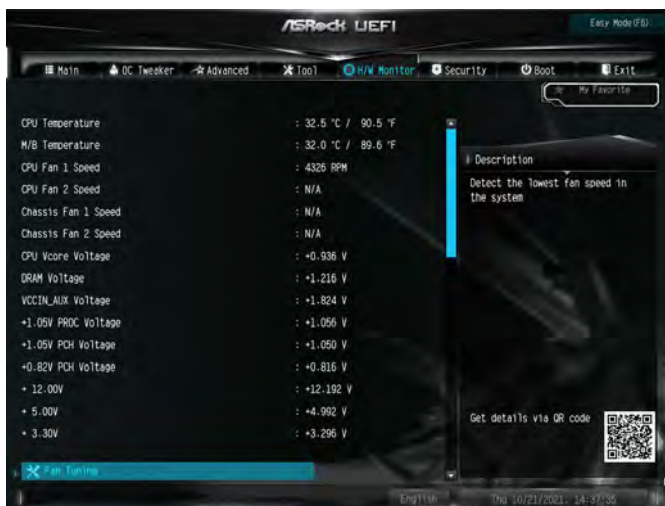 ASRock UEFI
Easy Mode(F6)
Main
OC Tweaker
Advanced
Tool
H/W Monitor
Security
Boot
Exit
My Favorite
CPU Temperature : 32.5 °C / 90.5 °F
M/B Temperature : 32.0 °C / 89.6 °F
CPU Fan 1 Speed : 4326 RPM
CPU Fan 2 Speed : N/A
Chassis Fan 1 Speed : N/A
Chassis Fan 2 Speed : N/A
CPU Vcore Voltage : +0.936 V
DRAM Voltage : +1.216 V
VCCIN_AUX Voltage : +1.824 V
+1.05V PROC Voltage : +1.056 V
+1.05V PCH Voltage : +1.050 V
+0.82V PCH Voltage : +0.816 V
+ 12.00V : +12.192 V
+ 5.00V : +4.992 V
+ 3.30V : +3.296 V
Fan Tuning
Description
Detect the lowest fan speed in
the system
Get details via QR code
English
Thu 10/21/2021. 14:37:35